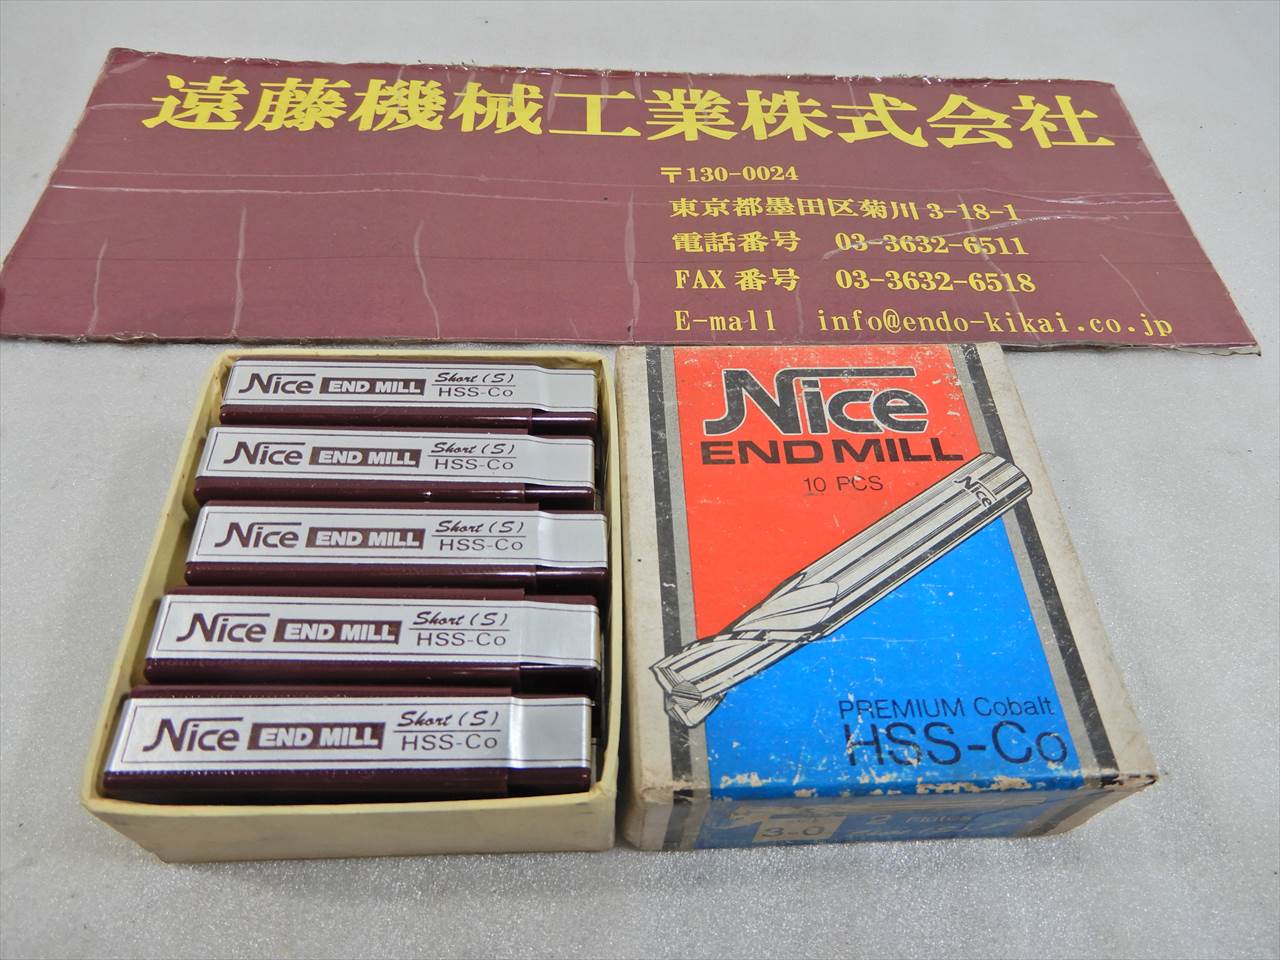 遠藤機械工業株式会社
〒130-0024
東京都墨田区菊川 3-18-1
電話番号 03-3632-6511
FAX 番号 03-3632-6518
E-mail info@endo-kikai.co.jp
Nice END MILL Short (S) HSS-Co
Nice END MILL Short (S) HSS-Co
Nice END MILL Short (S) HSS-Co
Nice END MILL Short (S) HSS-Co
Nice END MILL Short (S) HSS-Co
Nice
END MILL
10 PCS
Nice
PREMIUM Cobalt
HSS-Co
3-0 2 Flutes